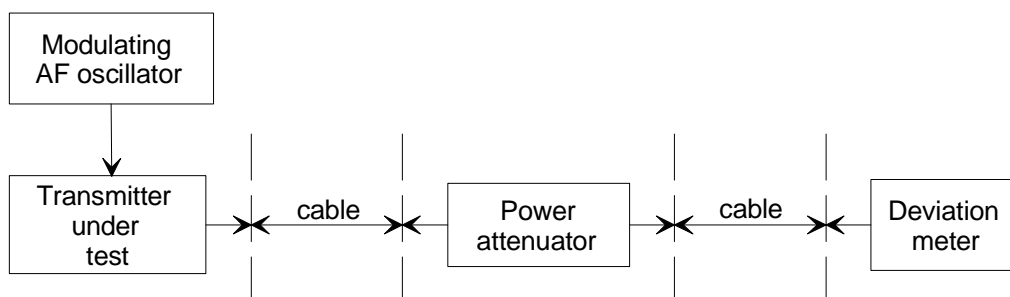 Modulating
AF oscillator
Transmitter
under
test
cable
Power
attenuator
cable
Deviation
meter